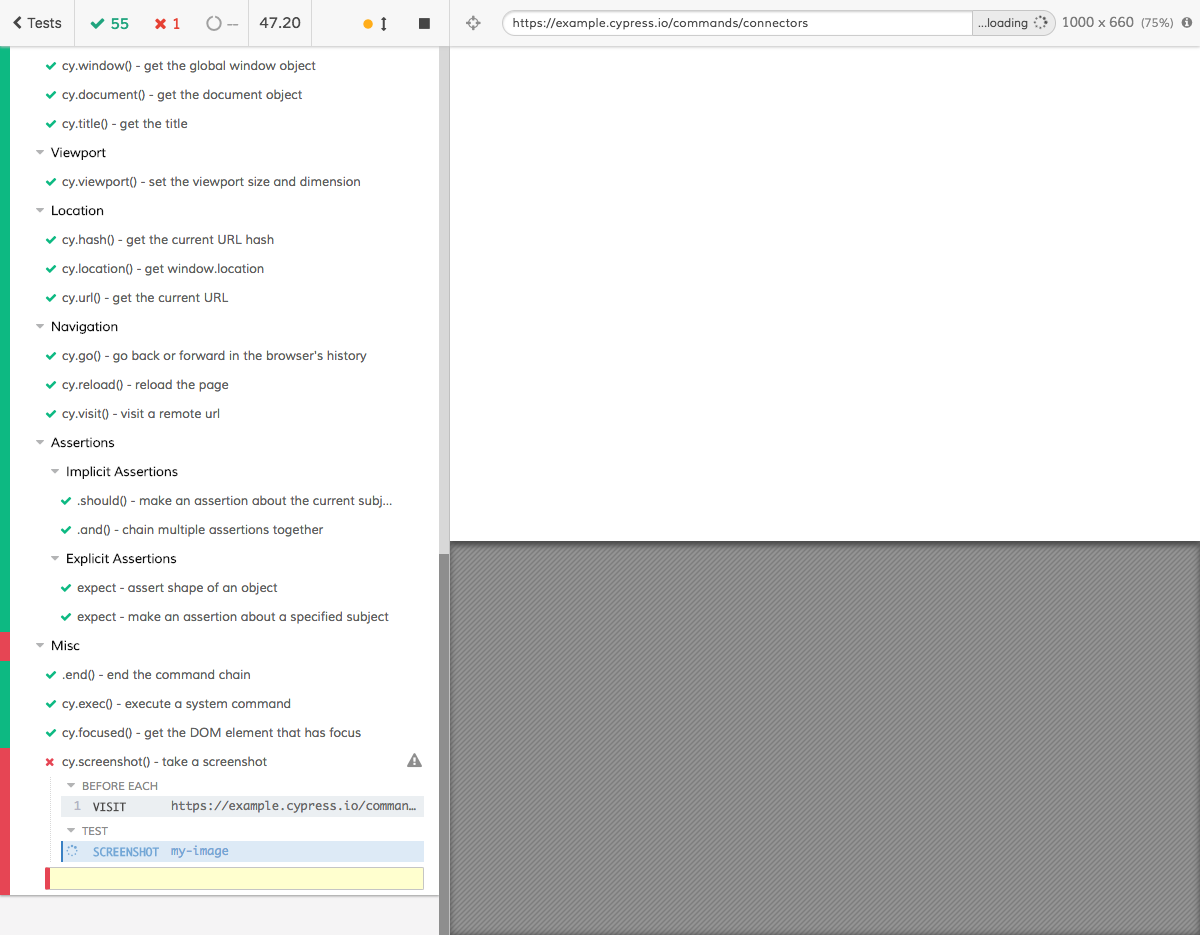 Tests 55 1 -- 47.20 https://example.cypress.io/commands/connectors ...loading 1000 x 660 (75%)
cy.window() - get the global window object
cy.document() - get the document object
cy.title() - get the title
Viewport
cy.viewport() - set the viewport size and dimension
Location
cy.hash() - get the current URL hash
cy.location() - get window.location
cy.url() - get the current URL
Navigation
cy.go() - go back or forward in the browser's history
cy.reload() - reload the page
cy.visit() - visit a remote url
Assertions
Implicit Assertions
.should() - make an assertion about the current subj...
.and() - chain multiple assertions together
Explicit Assertions
expect - assert shape of an object
expect - make an assertion about a specified subject
Misc
.end() - end the command chain
cy.exec() - execute a system command
cy.focused() - get the DOM element that has focus
cy.screenshot() - take a screenshot
BEFORE EACH
1 VISIT https://example.cypress.io/comman...
TEST
SCREENSHOT my-image